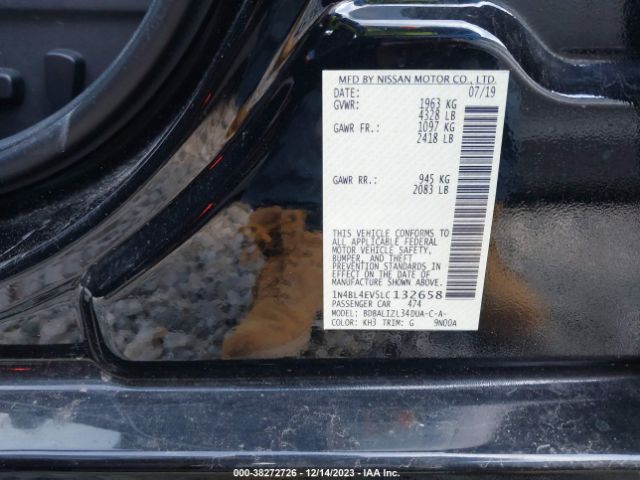 MFD BY NISSAN MOTOR CO., LTD.
DATE: 07/19
GVWR: 1963 KG
4328 LB
GAWR FR.: 1097 KG
2418 LB
GAWR RR.: 945 KG
2083 LB
THIS VEHICLE CONFORMS TO
ALL APPLICABLE FEDERAL
MOTOR VEHICLE SAFETY,
BUMPER, AND THEFT
PREVENTION STANDARDS IN
EFFECT ON THE DATE OF
MANUFACTURE SHOWN ABOVE.
1N4BL4EV5LC132658
PASSENGER CAR 474
MODEL: BDBALIZL34DUA-C-A-
COLOR: KH3 TRIM: G 9N00A
000-38272726 - 12/14/2023 - IAA Inc.